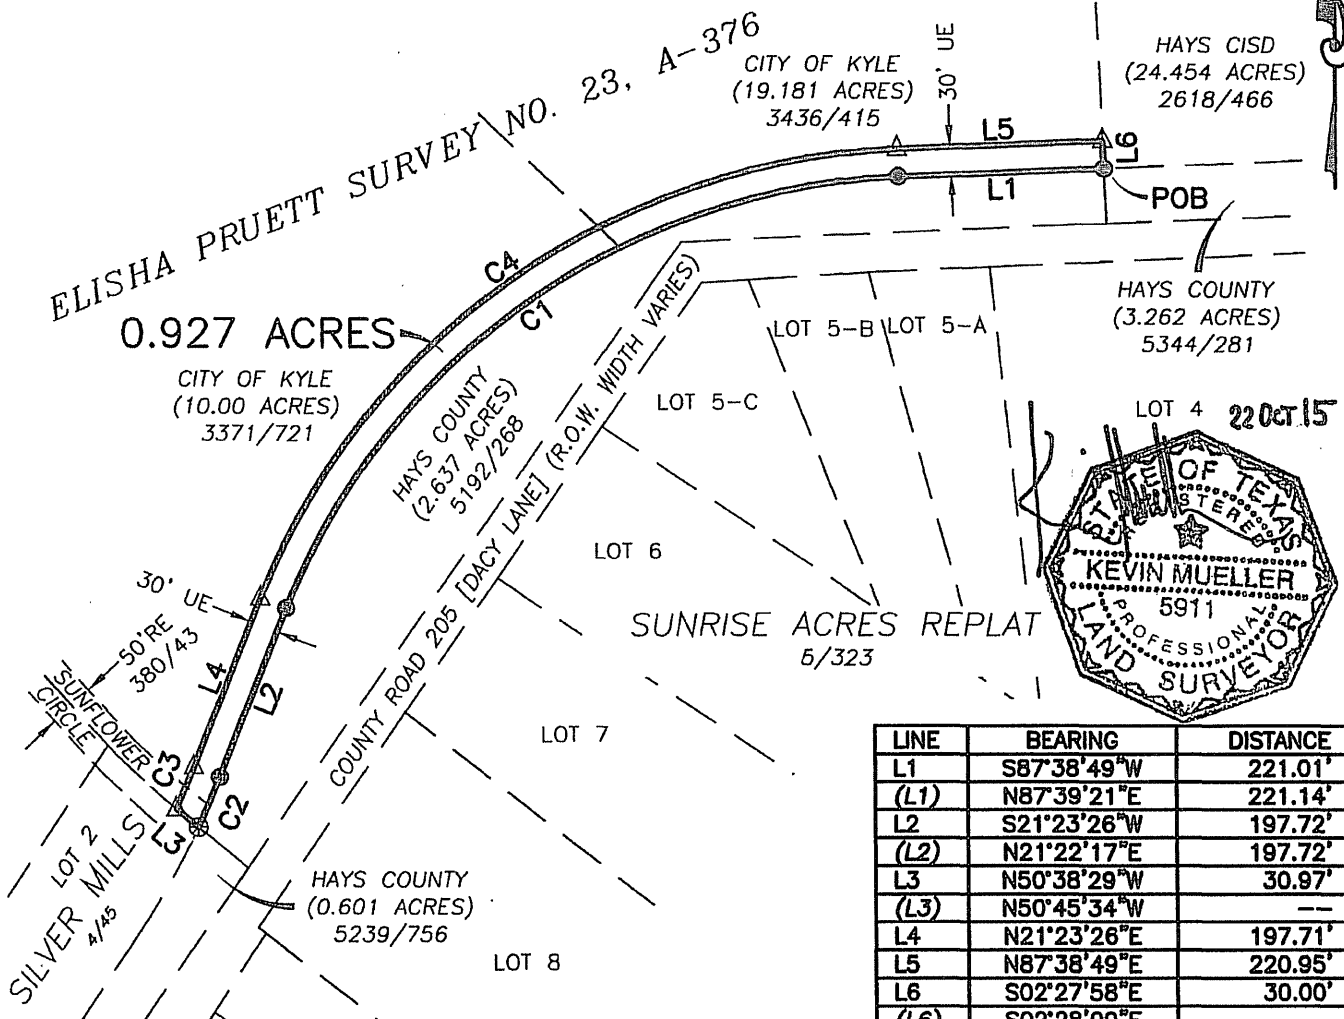 ELISHA PRUETT SURVEY NO. 23, A-376
CITY OF KYLE
(19.181 ACRES)
3436/415
30' UE
HAYS CISD
(24.454 ACRES)
2618/466
L5
L6
L1
POB
C4
C1
0.927 ACRES
CITY OF KYLE
(10.00 ACRES)
3371/721
HAYS COUNTY
(2.637 ACRES)
5192/268
COUNTY ROAD 205 [DACY LANE] (R.O.W. WIDTH VARIES)
HAYS COUNTY
(3.262 ACRES)
5344/281
LOT 5-B
LOT 5-A
LOT 5-C
LOT 4
22 OCT 15
STATE OF TEXAS
REGISTERED
KEVIN MUELLER
5911
PROFESSIONAL
LAND SURVEYOR
LOT 6
SUNRISE ACRES REPLAT
6/323
LOT 7
30' UE
50'RE
380/43
SUNFLOWER
CIRCLE
L4
L2
C3
C2
L3
LOT 2
SILVER MILLS
4/45
HAYS COUNTY
(0.601 ACRES)
5239/756
LOT 8
LINE BEARING DISTANCE
L1 S87°38'49"W 221.01'
(L1) N87°39'21"E 221.14'
L2 S21°23'26"W 197.72'
(L2) N21°22'17"E 197.72'
L3 N50°38'29"W 30.97'
(L3) N50°45'34"W --
L4 N21°23'26"E 197.71'
L5 N87°38'49"E 220.95'
L6 S02°27'58"E 30.00'